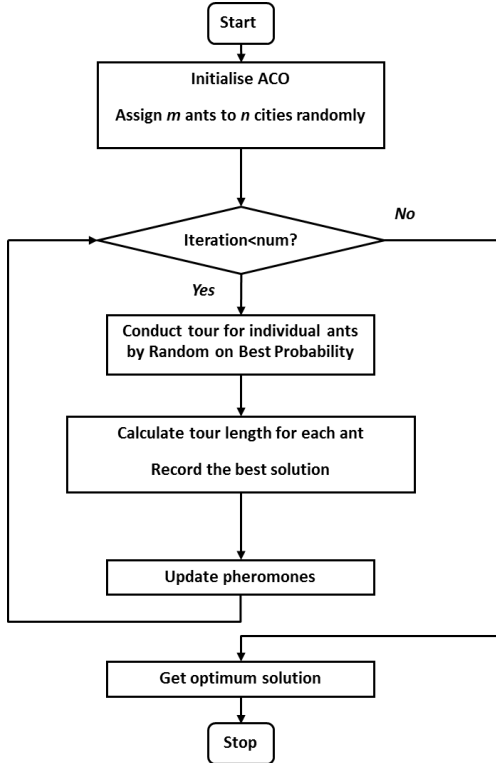 Start
Initialise ACO
Assign m ants to n cities randomly
No
Iteration<num?
Yes
Conduct tour for individual ants
by Random on Best Probability
Calculate tour length for each ant
Record the best solution
Update pheromones
Get optimum solution
Stop